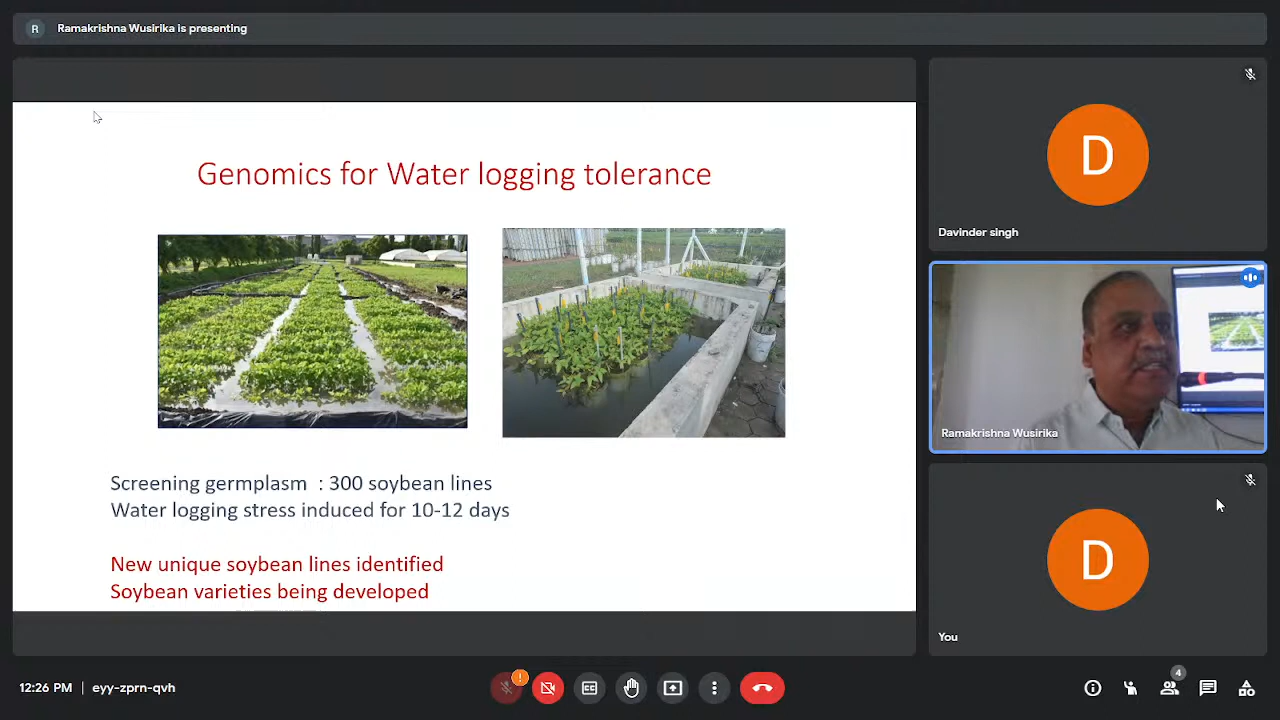 R Ramakrishna Wusirika is presenting
Genomics for Water logging tolerance
Screening germplasm : 300 soybean lines
Water logging stress induced for 10-12 days
New unique soybean lines identified
Soybean varieties being developed
D
Davinder singh
Ramakrishna Wusirika
D
You
12:26 PM | eyy-zprn-qvh
!
CC
4